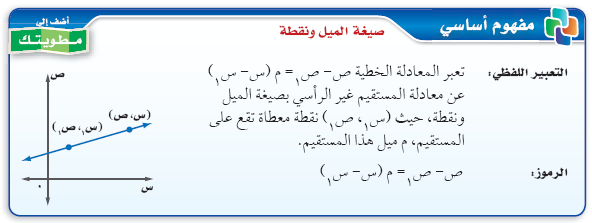 مفهوم أساسي
أضف إلى
مطويتك
صيغة الميل ونقطة
التعبير اللفظي: تعبر المعادلة الخطية ص - ص١ = م (س - س١)
عن معادلة المستقيم غير الرأسي بصيغة الميل
ونقطة، حيث (س١، ص١) نقطة معطاة تقع على
المستقيم، م ميل هذا المستقيم.
الرموز: ص - ص١ = م (س - س١)
ص
(س، ص)
(س١، ص١)
٠
س